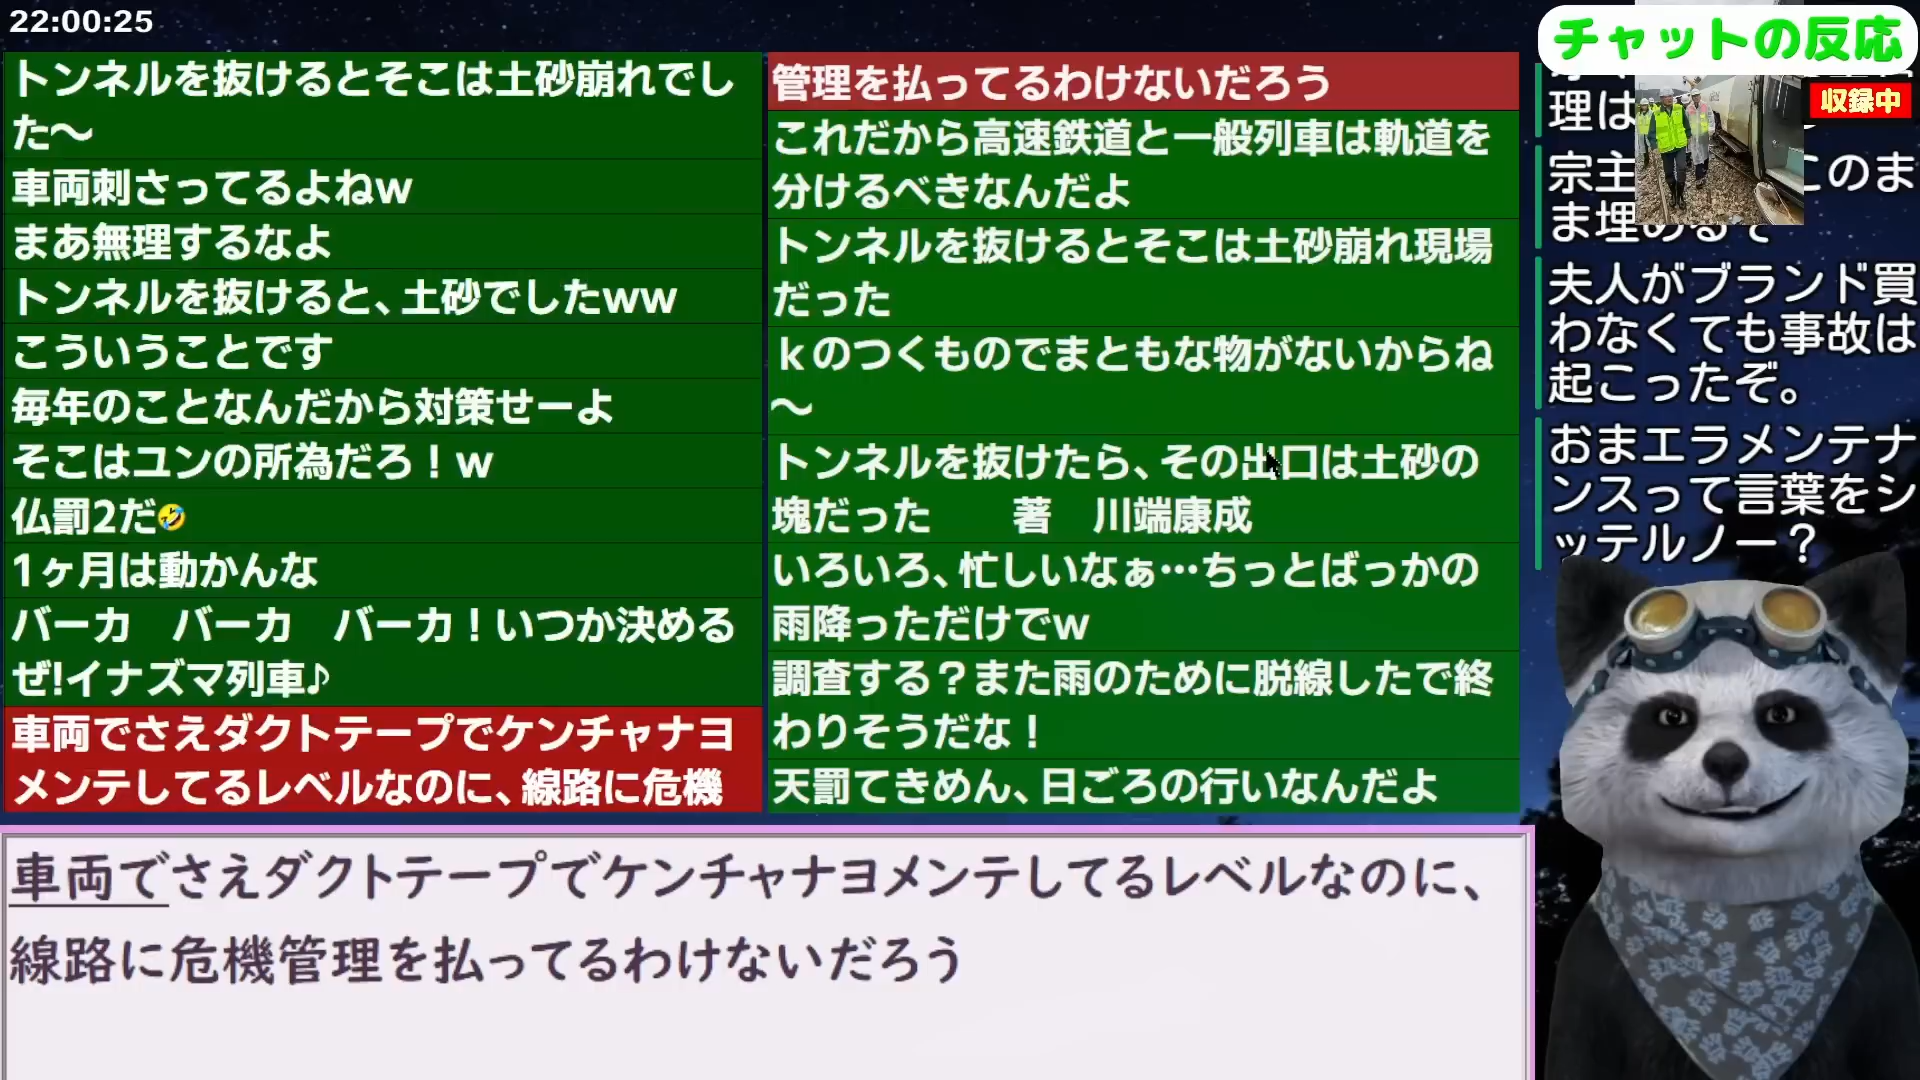 22:00:25
トンネルを抜けるとそこは土砂崩れでし
た～
車両刺さってるよねw
まあ無理するなよ
トンネルを抜けると、土砂でしたww
こういうことです
毎年のことなんだから対策せーよ
そこはユンの所為だろ！w
仏罰2だ🤣
1ヶ月は動かんな
バーカ　バーカ　バーカ！いつか決める
ぜ!イナズマ列車♪
車両でさえダクトテープでケンチャナヨ
メンテしてるレベルなのに、線路に危機
管理を払ってるわけないだろう
これだから高速鉄道と一般列車は軌道を
分けるべきなんだよ
トンネルを抜けるとそこは土砂崩れ現場
だった
ｋのつくものでまともな物がないからね
～
トンネルを抜けたら、その出口は土砂の
塊だった　　著　川端康成
いろいろ、忙しいなぁ…ちっとばっかの
雨降っただけでw
調査する？また雨のために脱線したで終
わりそうだな！
天罰てきめん、日ごろの行いなんだよ
チャットの反応
収録中
理は
宗主
このま
ま埋めるぞ
夫人がブランド買
わなくても事故は
起こったぞ。
おまエラメンテナ
ンスって言葉をシ
ッテルノー？
車両でさえダクトテープでケンチャナヨメンテしてるレベルなのに、
線路に危機管理を払ってるわけないだろう